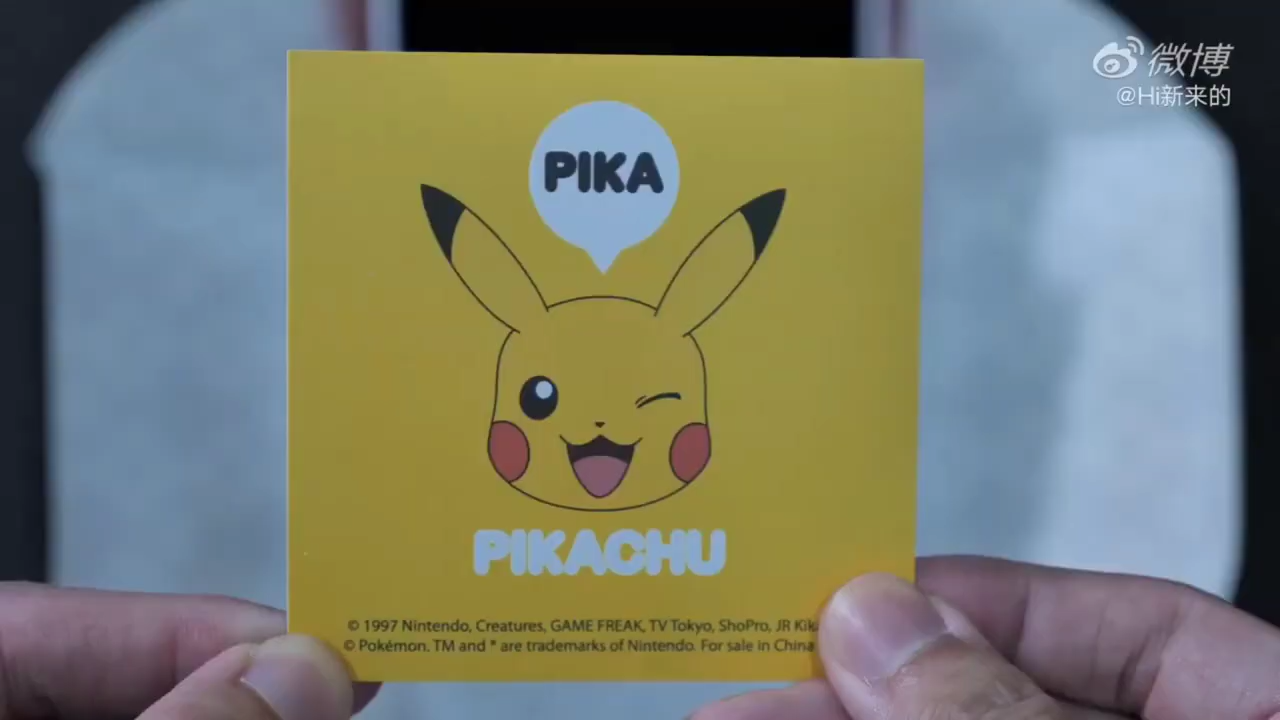 微博
@Hi新来的
PIKA
PIKACHU
© 1997 Nintendo, Creatures, GAME FREAK, TV Tokyo, ShoPro, JR
© Pokémon. TM and * are trademarks of Nintendo. For sale in China